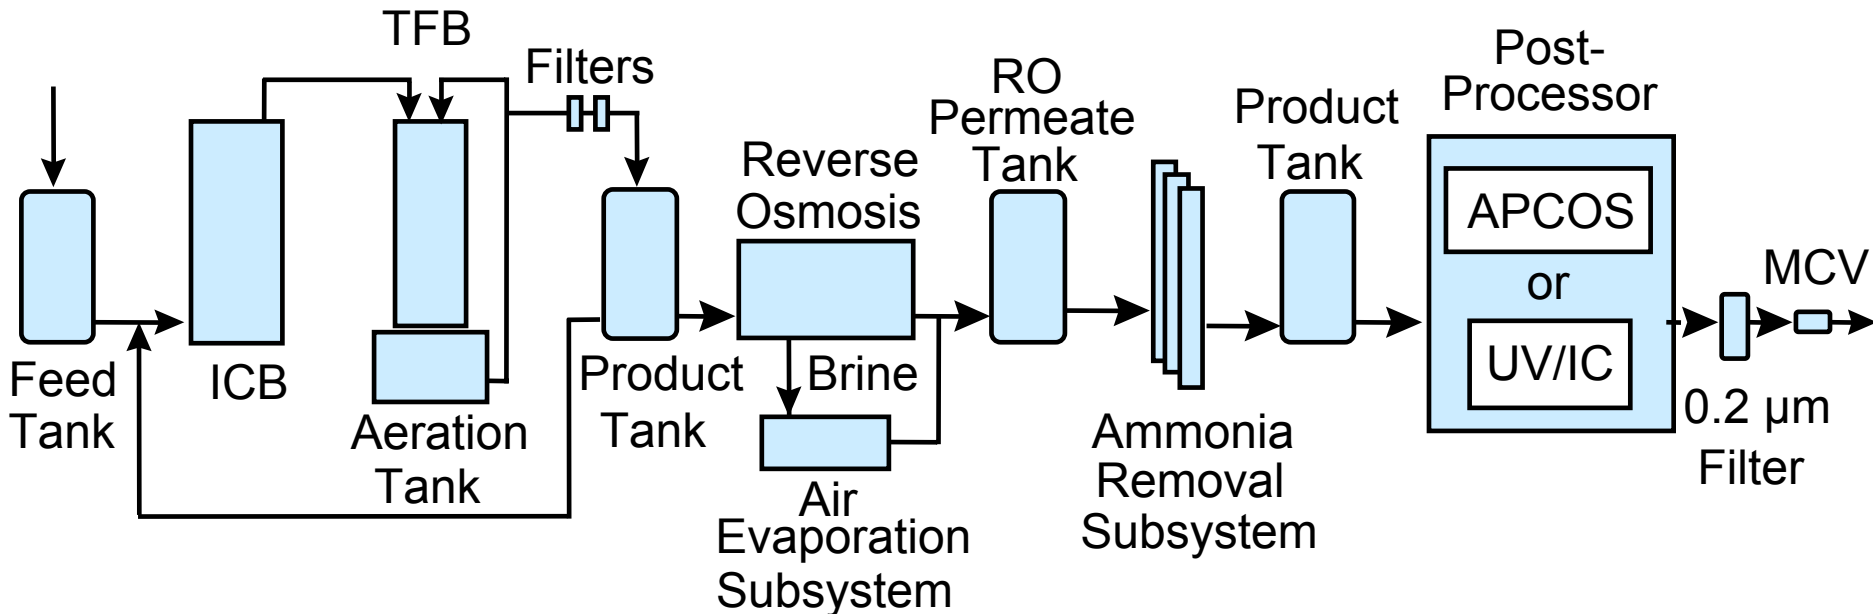 TFB
Filters
Feed
Tank
ICB
Aeration
Tank
Product
Tank
Reverse
Osmosis
Brine
Air
Evaporation
Subsystem
RO
Permeate
Tank
Ammonia
Removal
Subsystem
Product
Tank
Post-
Processor
APCOS
or
UV/IC
0.2 µm
Filter
MCV